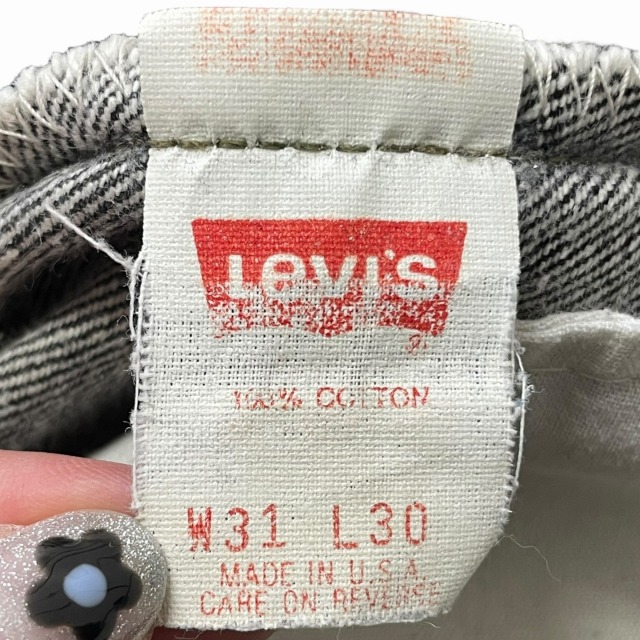 Levi's
®
100% COTTON
W31 L30
MADE IN U.S.A.
CARE ON REVERSE